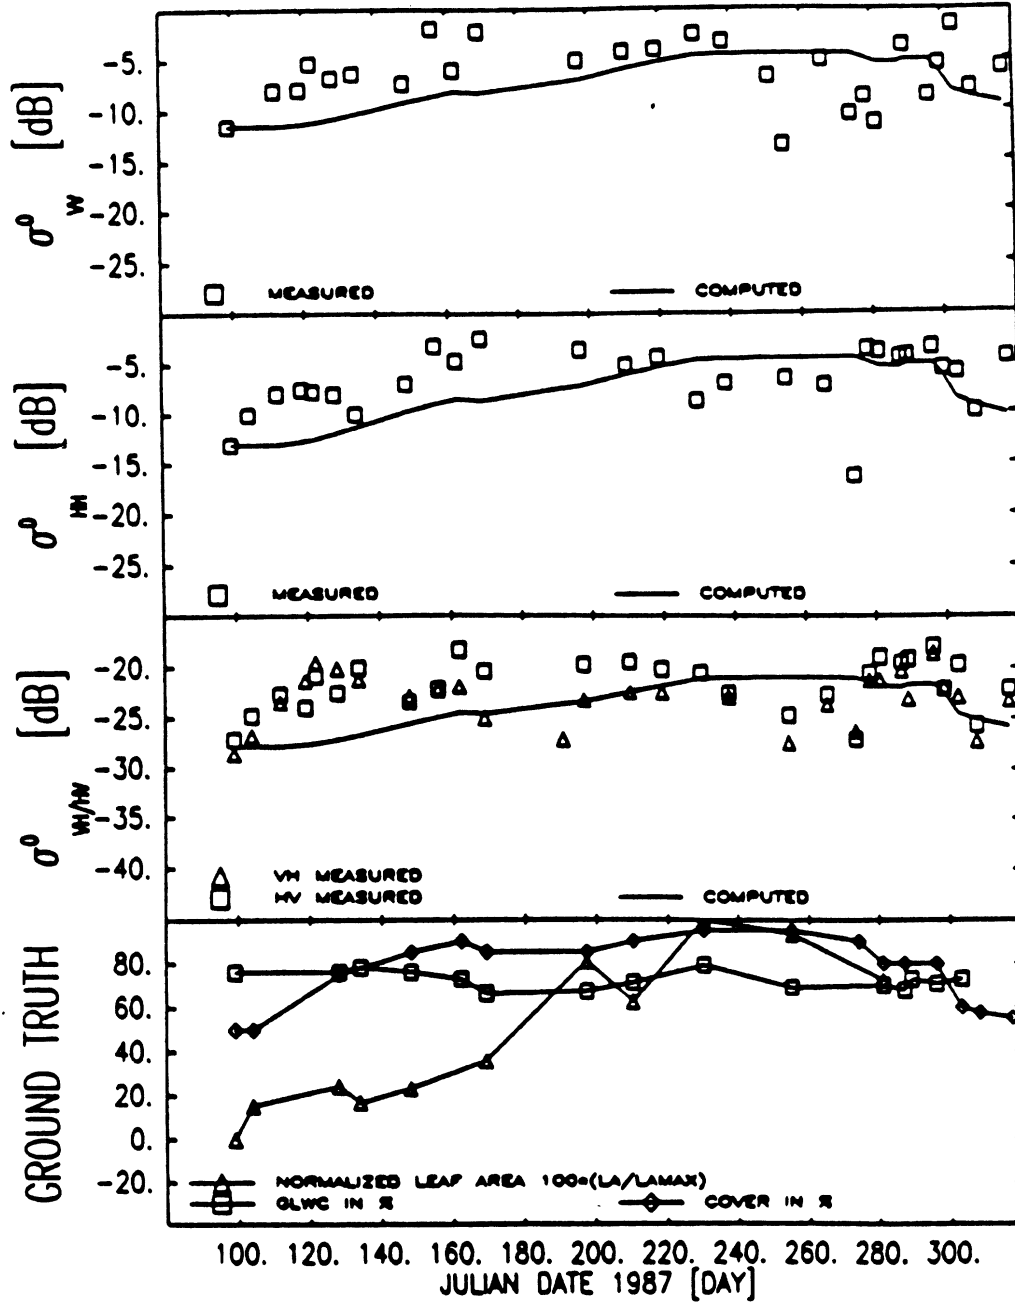 −5.
−10.
−15.
−20.
−25.
σ⁰ VV [dB]
MEASURED
COMPUTED
−5.
−10.
−15.
−20.
−25.
σ⁰ HH [dB]
MEASURED
COMPUTED
−20.
−25.
−30.
−35.
−40.
σ⁰ VH/HV [dB]
VH MEASURED
HV MEASURED
COMPUTED
80.
60.
40.
20.
0.
−20.
GROUND TRUTH
NORMALIZED LEAF AREA 100*(LA/LAMAX)
GLWC IN %
COVER IN %
100. 120. 140. 160. 180. 200. 220. 240. 260. 280. 300.
JULIAN DATE 1987 [DAY]